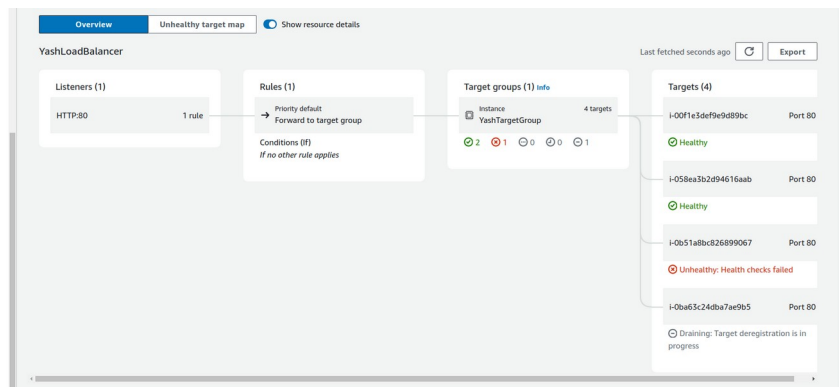 Overview
Unhealthy target map
Show resource details
YashLoadBalancer
Last fetched seconds ago
Export
Listeners (1)
HTTP:80
1 rule
Rules (1)
Priority default
Forward to target group
Conditions (If)
If no other rule applies
Target groups (1) Info
Instance
4 targets
YashTargetGroup
2
1
0
0
1
Targets (4)
i-00f1e3def9e9d89bc
Port 80
Healthy
i-058ea3b2d94616aab
Port 80
Healthy
i-0b51a8bc826899067
Port 80
Unhealthy: Health checks failed
i-0ba63c24dba7ae9b5
Port 80
Draining: Target deregistration is in
progress